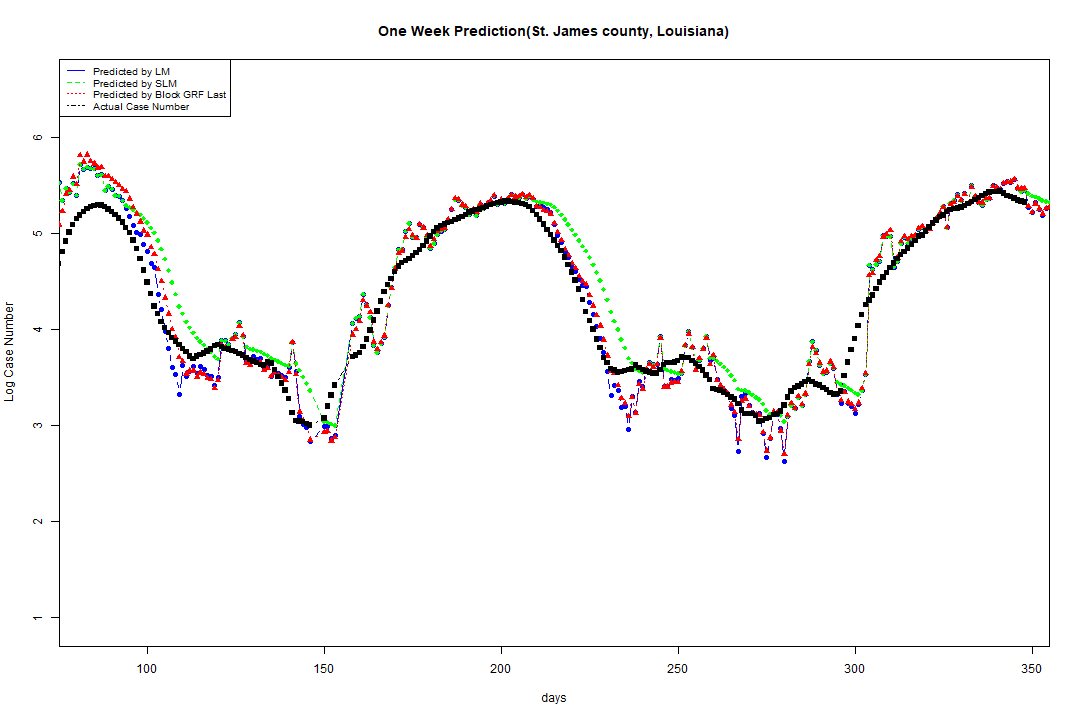 One Week Prediction(St. James county, Louisiana)
Predicted by LM
Predicted by SLM
Predicted by Block GRF Last
Actual Case Number
6
5
4
3
2
1
Log Case Number
100 150 200 250 300 350
days